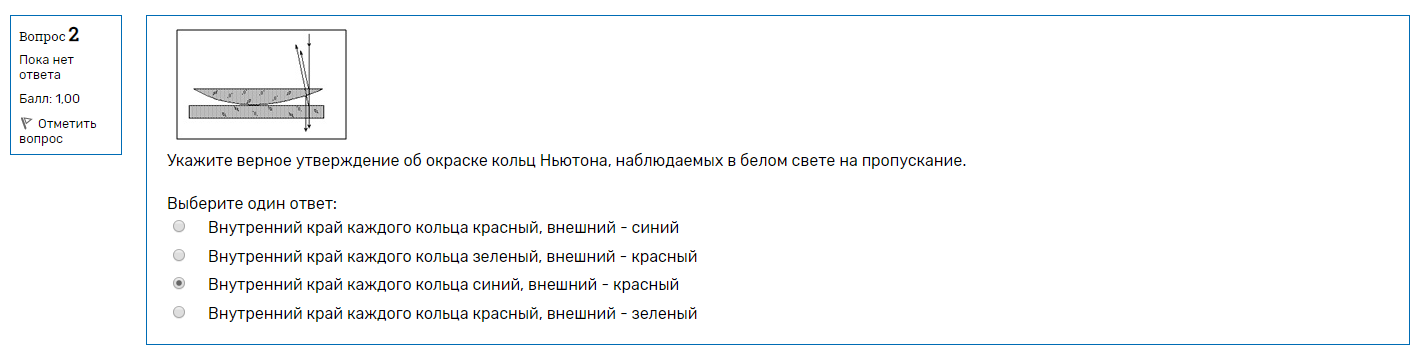 Вопрос 2
Пока нет
ответа
Балл: 1,00
Отметить
вопрос
Укажите верное утверждение об окраске кольц Ньютона, наблюдаемых в белом свете на пропускание.
Выберите один ответ:
Внутренний край каждого кольца красный, внешний - синий
Внутренний край каждого кольца зеленый, внешний - красный
Внутренний край каждого кольца синий, внешний - красный
Внутренний край каждого кольца красный, внешний - зеленый